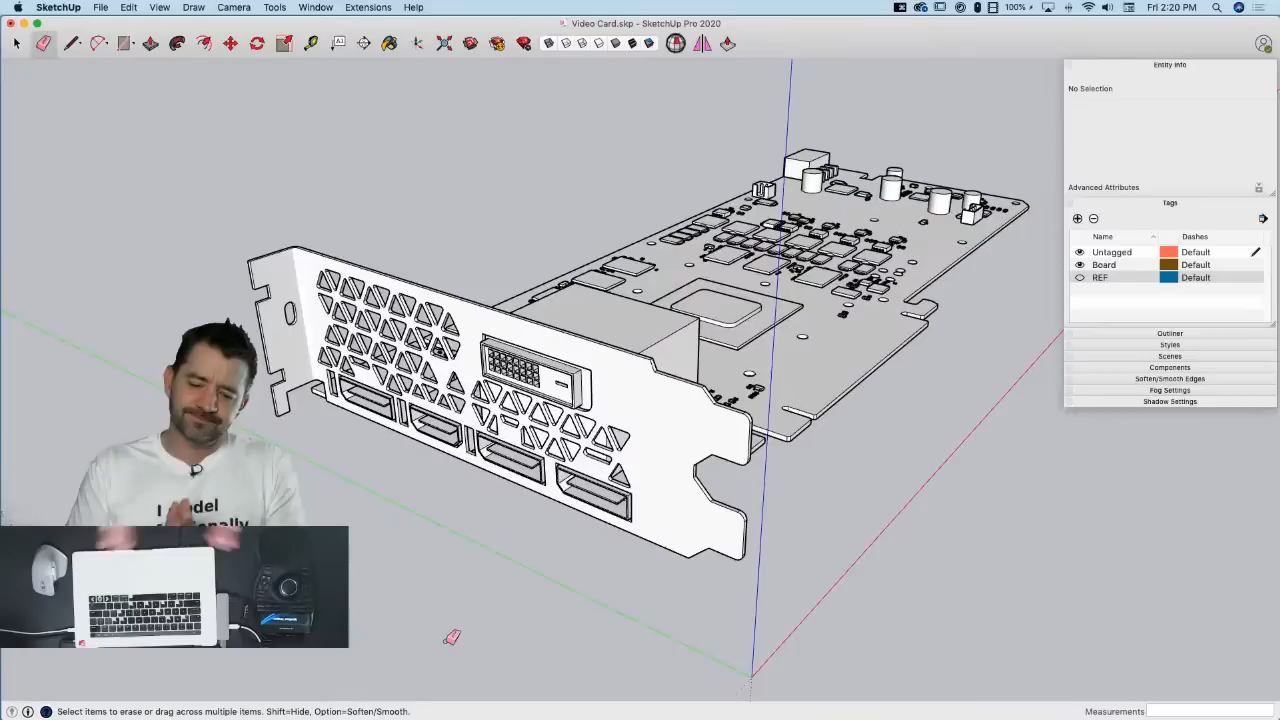 SketchUp File Edit View Draw Camera Tools Window Extensions Help
100% Fri 2:20 PM
Video Card.skp - SketchUp Pro 2020
Entity Info
No Selection
Advanced Attributes
Tags
Name Dashes
Untagged Default
Board Default
REF Default
Outliner
Styles
Scenes
Components
Soften/Smooth Edges
Fog Settings
Shadow Settings
Select items to erase or drag across multiple items. Shift=Hide, Option=Soften/Smooth.
Measurements